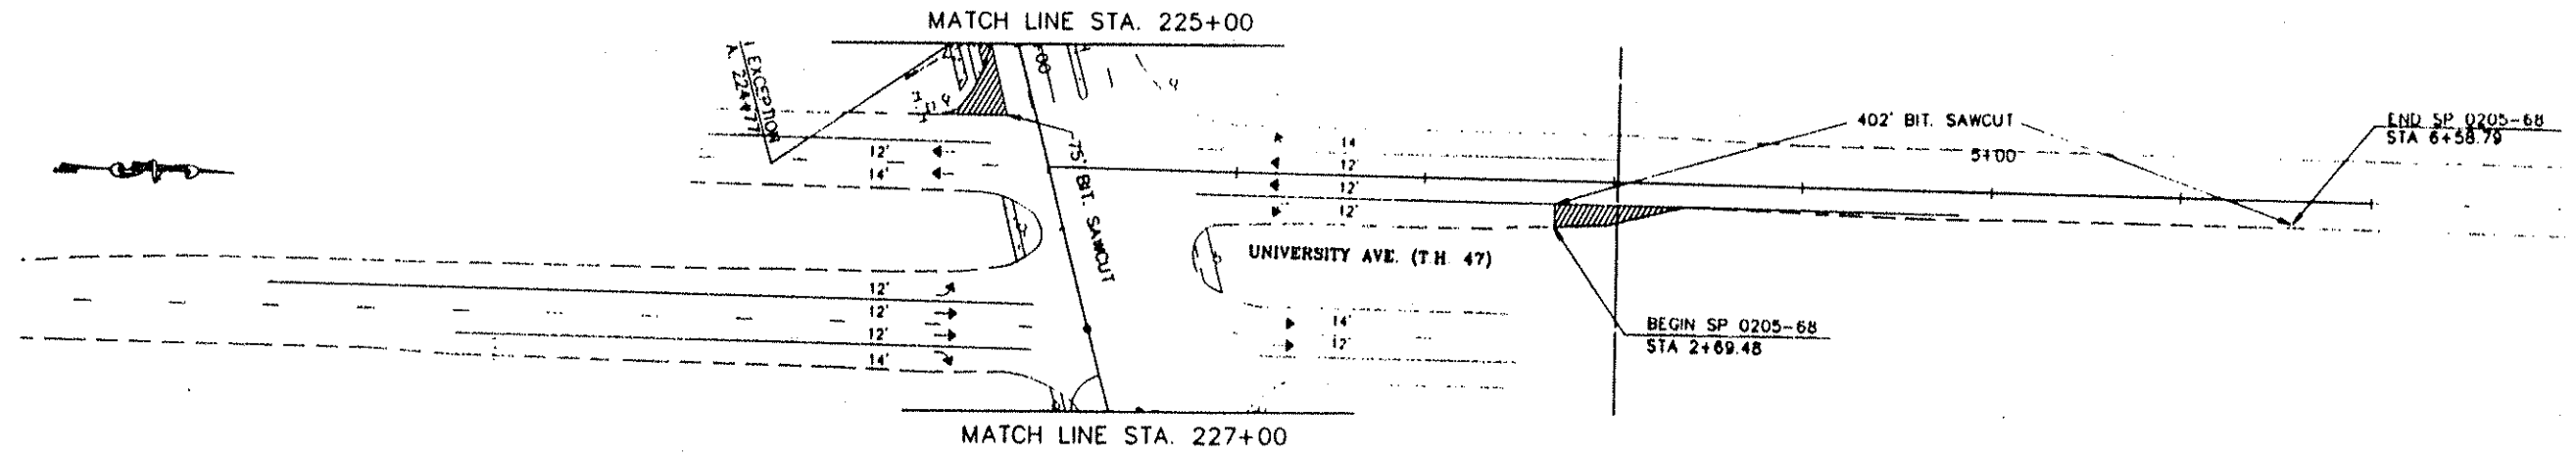 MATCH LINE STA. 225+00
EXCEPTION
224+77
+00
402' BIT. SAWCUT
END SP 0205-68
STA 6+58.79
12'
14'
75' BIT. SAWCUT
14
12'
12'
12'
5+00
UNIVERSITY AVE. (T.H. 47)
12'
12'
12'
14'
14'
12'
BEGIN SP 0205-68
STA 2+69.48
MATCH LINE STA. 227+00